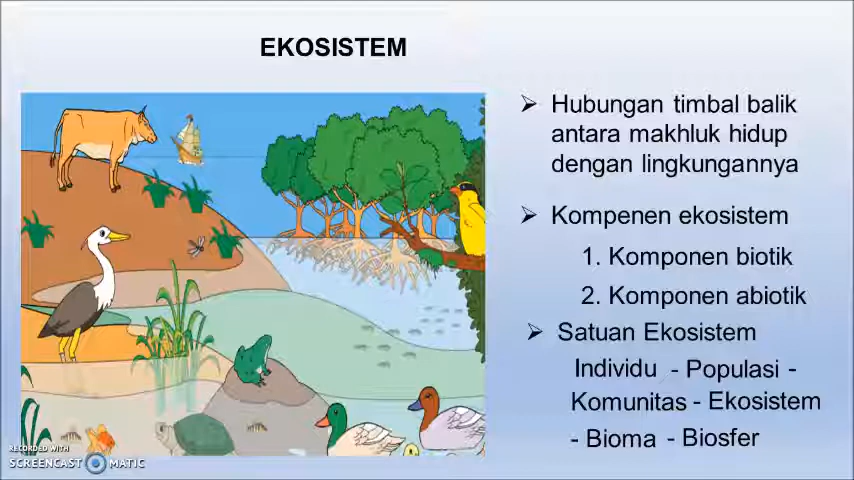 EKOSISTEM
➢ Hubungan timbal balik
antara makhluk hidup
dengan lingkungannya
➢ Kompenen ekosistem
1. Komponen biotik
2. Komponen abiotik
➢ Satuan Ekosistem
Individu - Populasi -
Komunitas - Ekosistem
- Bioma - Biosfer
RECORDED WITH
SCREENCAST MATIC